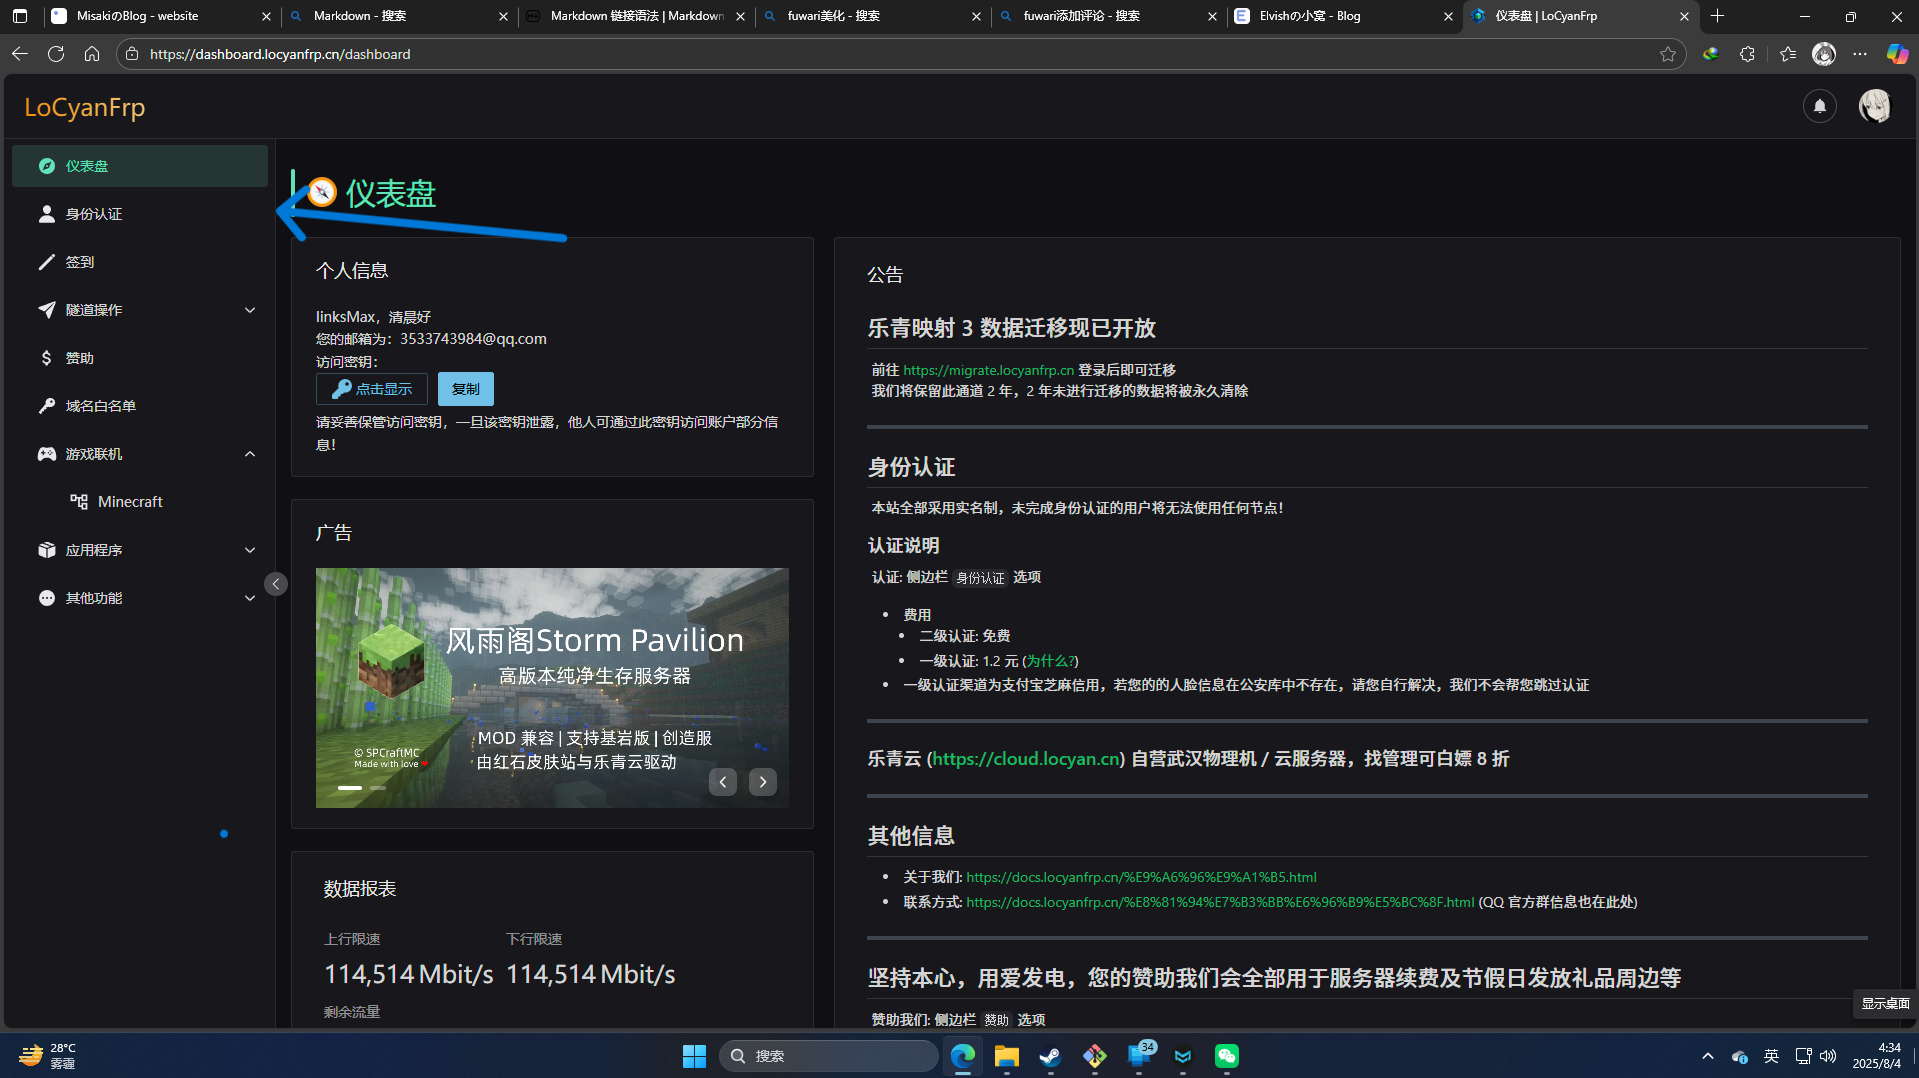 MisakiのBlog - website
Markdown - 搜索
Markdown 链接语法 | Markdown
fuwari美化 - 搜索
fuwari添加评论 - 搜索
Elvishの小窝 - Blog
仪表盘 | LoCyanFrp
https://dashboard.locyanfrp.cn/dashboard
LoCyanFrp
仪表盘
身份认证
签到
隧道操作
赞助
域名白名单
游戏联机
Minecraft
应用程序
其他功能
仪表盘
个人信息
linksMax，清晨好
您的邮箱为：3533743984@qq.com
访问密钥：
点击显示
复制
请妥善保管访问密钥，一旦该密钥泄露，他人可通过此密钥访问账户部分信
息！
广告
风雨阁Storm Pavilion
高版本纯净生存服务器
MOD 兼容 | 支持基岩版 | 创造服
由红石皮肤站与乐青云驱动
© SPCraftMC
Made with love
数据报表
上行限速
下行限速
114,514 Mbit/s
114,514 Mbit/s
剩余流量
公告
乐青映射 3 数据迁移现已开放
前往 https://migrate.locyanfrp.cn 登录后即可迁移
我们将保留此通道 2 年，2 年未进行迁移的数据将被永久清除
身份认证
本站全部采用实名制，未完成身份认证的用户将无法使用任何节点！
认证说明
认证: 侧边栏 身份认证 选项
费用
二级认证: 免费
一级认证: 1.2 元 (为什么?)
一级认证渠道为支付宝芝麻信用，若您的的人脸信息在公安库中不存在，请您自行解决，我们不会帮您跳过认证
乐青云 (https://cloud.locyan.cn) 自营武汉物理机 / 云服务器，找管理可白嫖 8 折
其他信息
关于我们: https://docs.locyanfrp.cn/%E9%A6%96%E9%A1%B5.html
联系方式: https://docs.locyanfrp.cn/%E8%81%94%E7%B3%BB%E6%96%B9%E5%BC%8F.html (QQ 官方群信息也在此处)
坚持本心，用爱发电，您的赞助我们会全部用于服务器续费及节假日发放礼品周边等
赞助我们: 侧边栏 赞助 选项
显示桌面
28°C
雾霾
搜索
34
英
4:34
2025/8/4